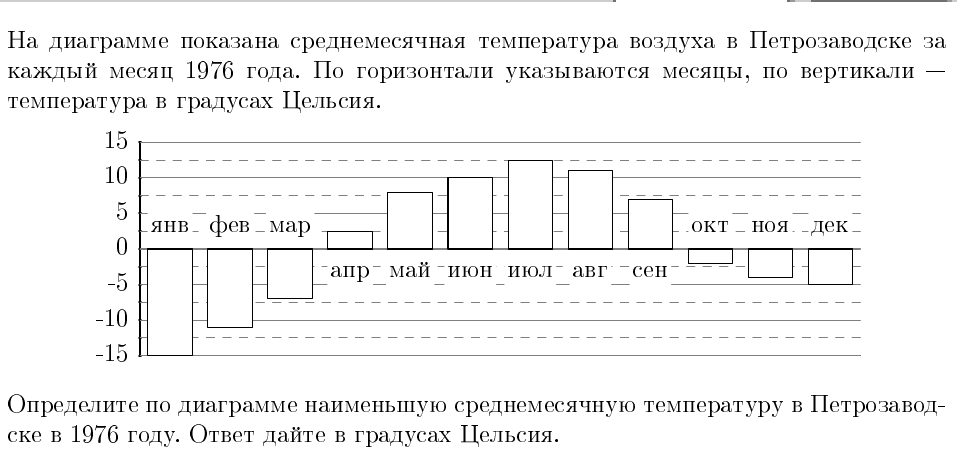 На диаграмме показана среднемесячная температура воздуха в Петрозаводске за
каждый месяц 1976 года. По горизонтали указываются месяцы, по вертикали —
температура в градусах Цельсия.
15
10
5
янв фев мар окт ноя дек
0
апр май июн июл авг сен
-5
-10
-15
Определите по диаграмме наименьшую среднемесячную температуру в Петрозавод-
ске в 1976 году. Ответ дайте в градусах Цельсия.